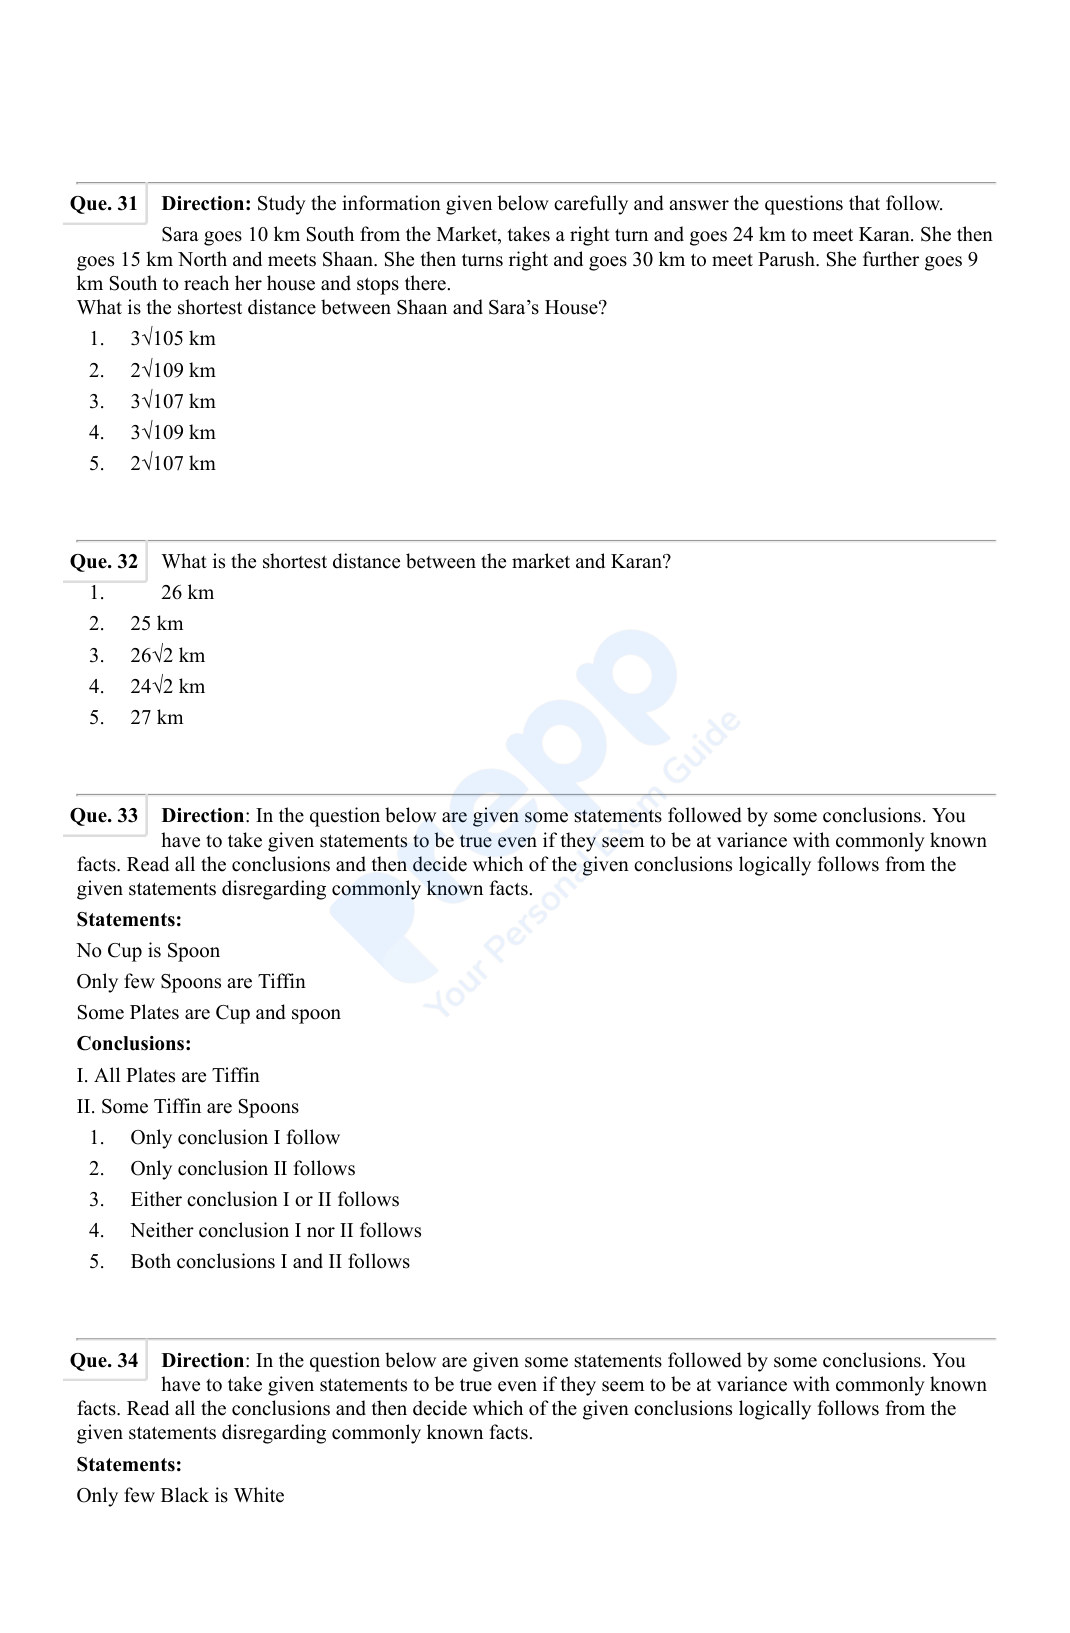 Que. 31 Direction: Study the information given below carefully and answer the questions that follow.
Sara goes 10 km South from the Market, takes a right turn and goes 24 km to meet Karan. She then
goes 15 km North and meets Shaan. She then turns right and goes 30 km to meet Parush. She further goes 9
km South to reach her house and stops there.
What is the shortest distance between Shaan and Sara’s House?
1. 3√105 km
2. 2√109 km
3. 3√107 km
4. 3√109 km
5. 2√107 km
Que. 32 What is the shortest distance between the market and Karan?
1. 26 km
2. 25 km
3. 26√2 km
4. 24√2 km
5. 27 km
Que. 33 Direction: In the question below are given some statements followed by some conclusions. You
have to take given statements to be true even if they seem to be at variance with commonly known
facts. Read all the conclusions and then decide which of the given conclusions logically follows from the
given statements disregarding commonly known facts.
Statements:
No Cup is Spoon
Only few Spoons are Tiffin
Some Plates are Cup and spoon
Conclusions:
I. All Plates are Tiffin
II. Some Tiffin are Spoons
1. Only conclusion I follow
2. Only conclusion II follows
3. Either conclusion I or II follows
4. Neither conclusion I nor II follows
5. Both conclusions I and II follows
Que. 34 Direction: In the question below are given some statements followed by some conclusions. You
have to take given statements to be true even if they seem to be at variance with commonly known
facts. Read all the conclusions and then decide which of the given conclusions logically follows from the
given statements disregarding commonly known facts.
Statements:
Only few Black is White
prepp
Your Personal Exam Guide